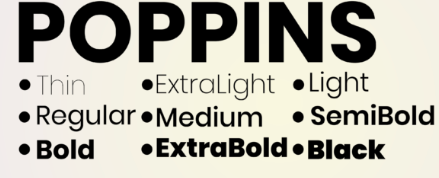 POPPINS
•Thin •ExtraLight •Light
•Regular •Medium •SemiBold
•Bold •ExtraBold •Black